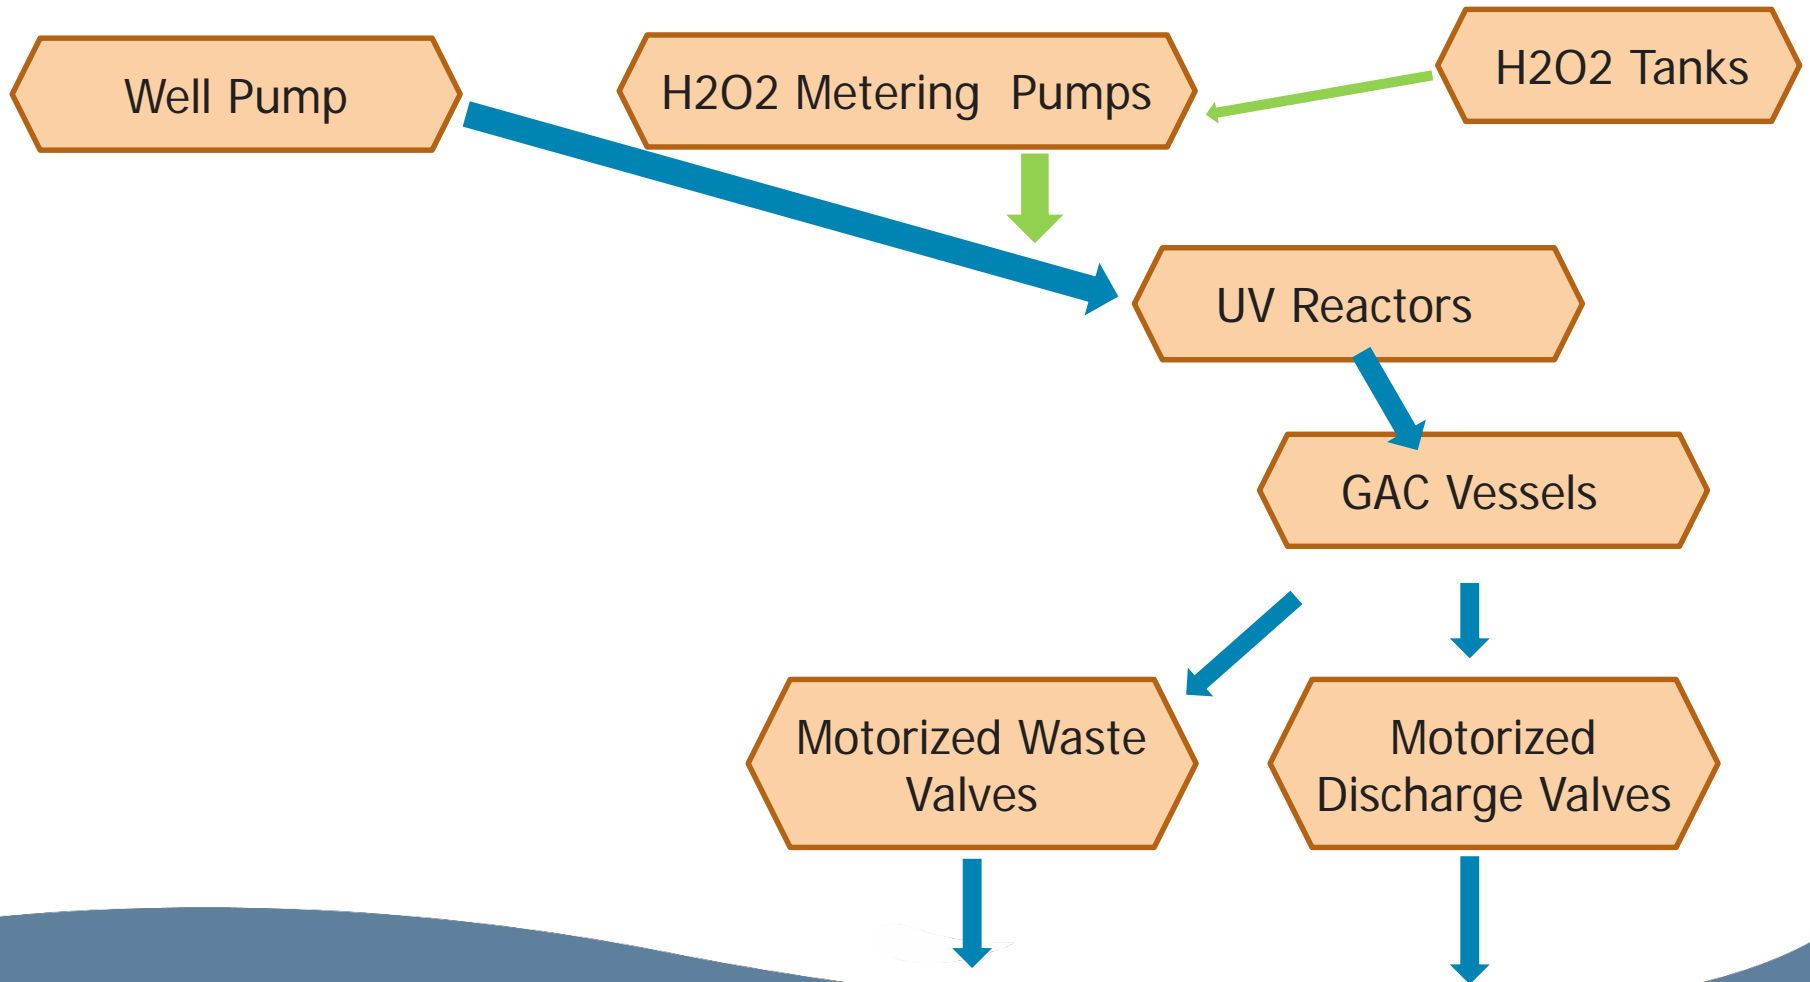 Well Pump
H2O2 Metering Pumps
H2O2 Tanks
UV Reactors
GAC Vessels
Motorized Waste
Valves
Motorized
Discharge Valves